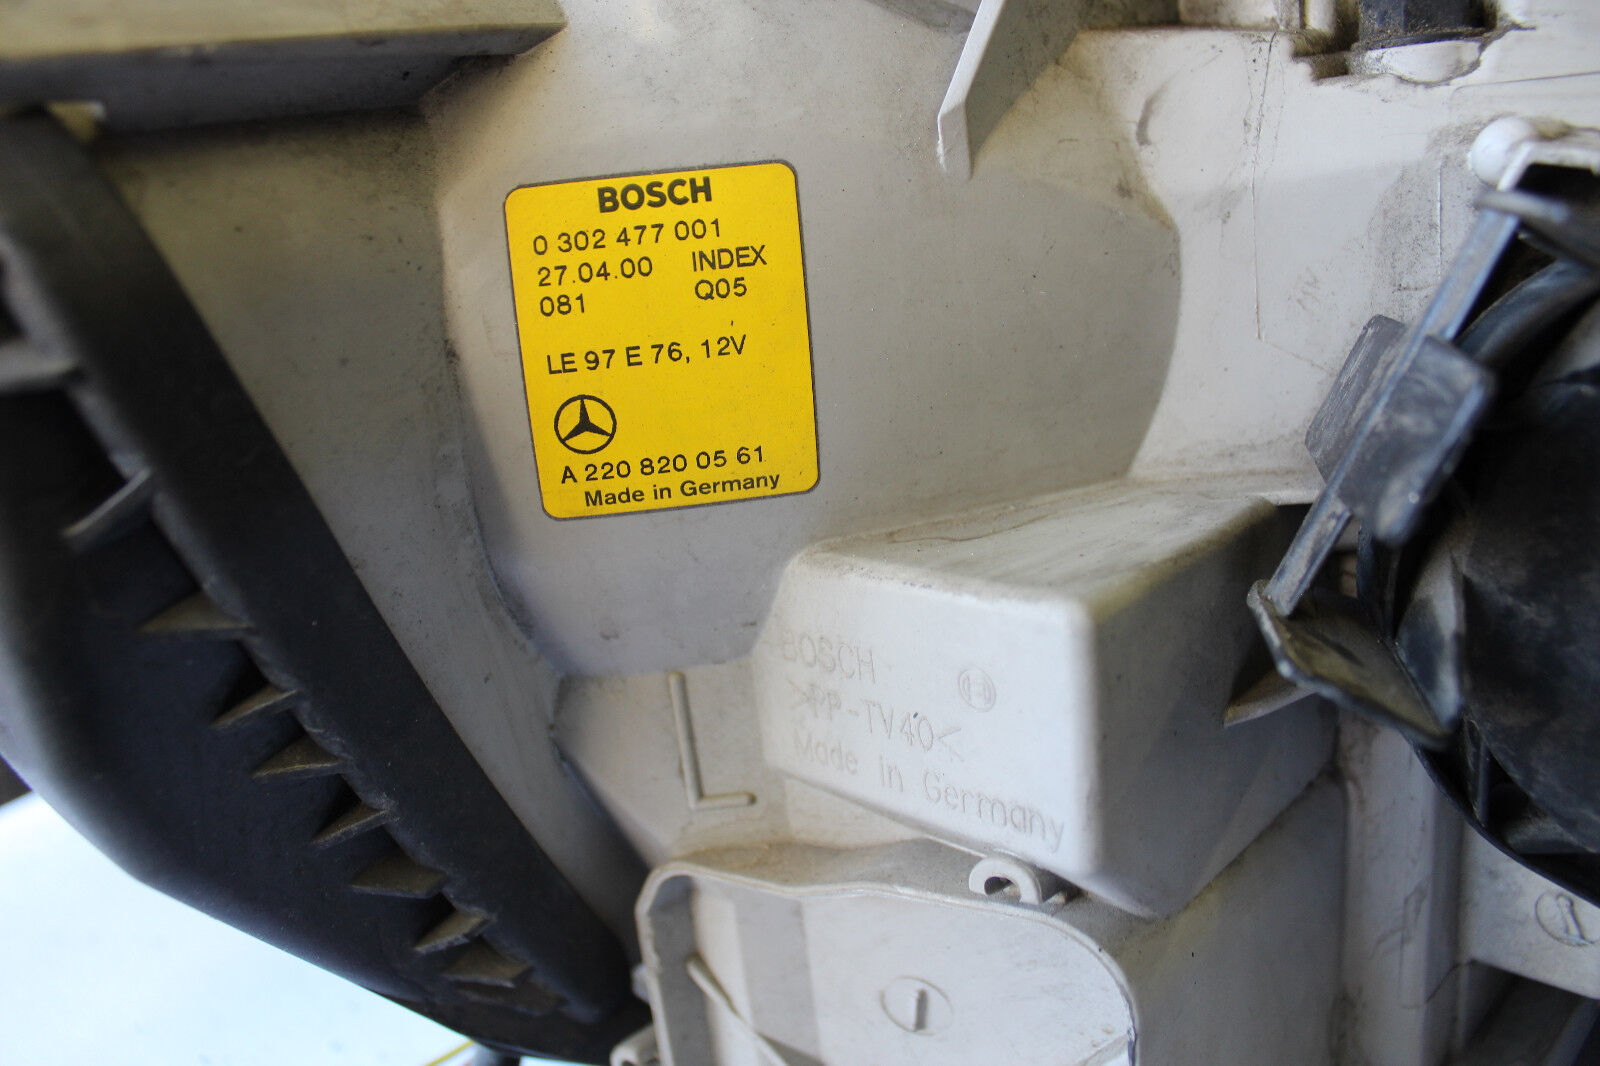 BOSCH
0 302 477 001
27.04.00 INDEX
081 Q05
LE 97 E 76, 12V
A 220 820 05 61
Made in Germany
BOSCH
>PP-TV40<
Made in Germany
L